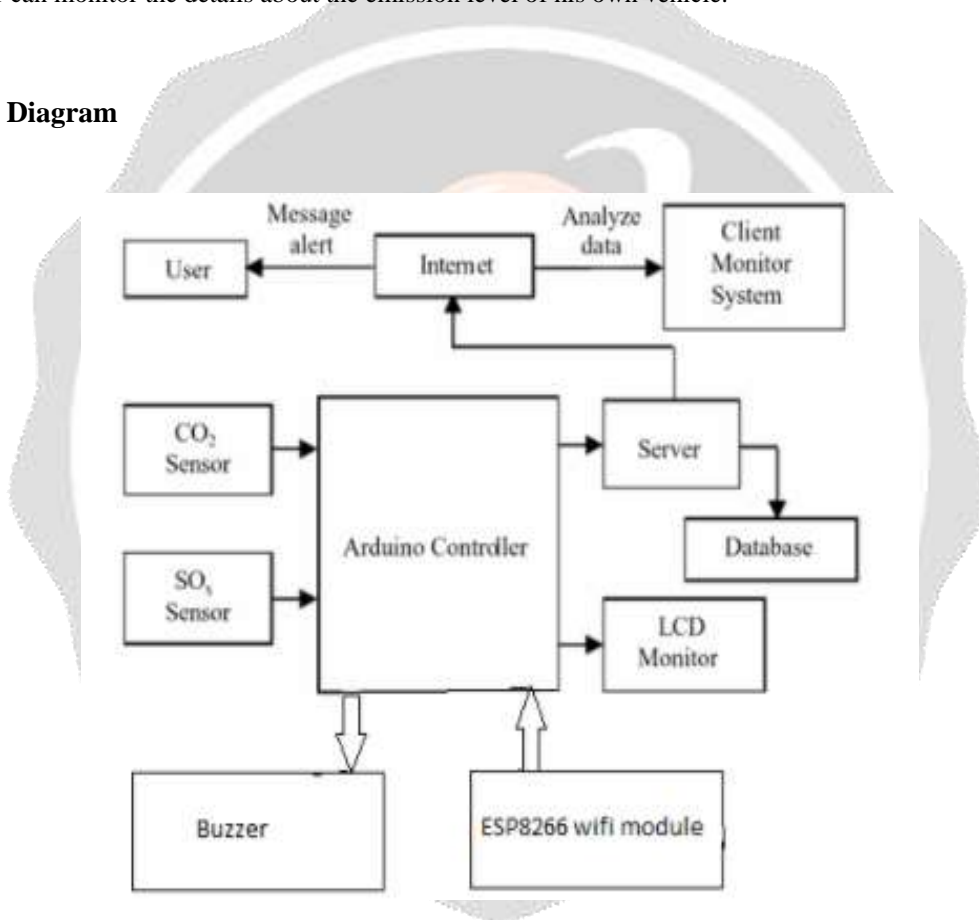 can monitor the details about the emission level of his own vehicle.
Diagram
Message
alert
Analyze
data
User
Internet
Client
Monitor
System
CO₂
Sensor
Server
Arduino Controller
Database
SOₓ
Sensor
LCD
Monitor
Buzzer
ESP8266 wifi module